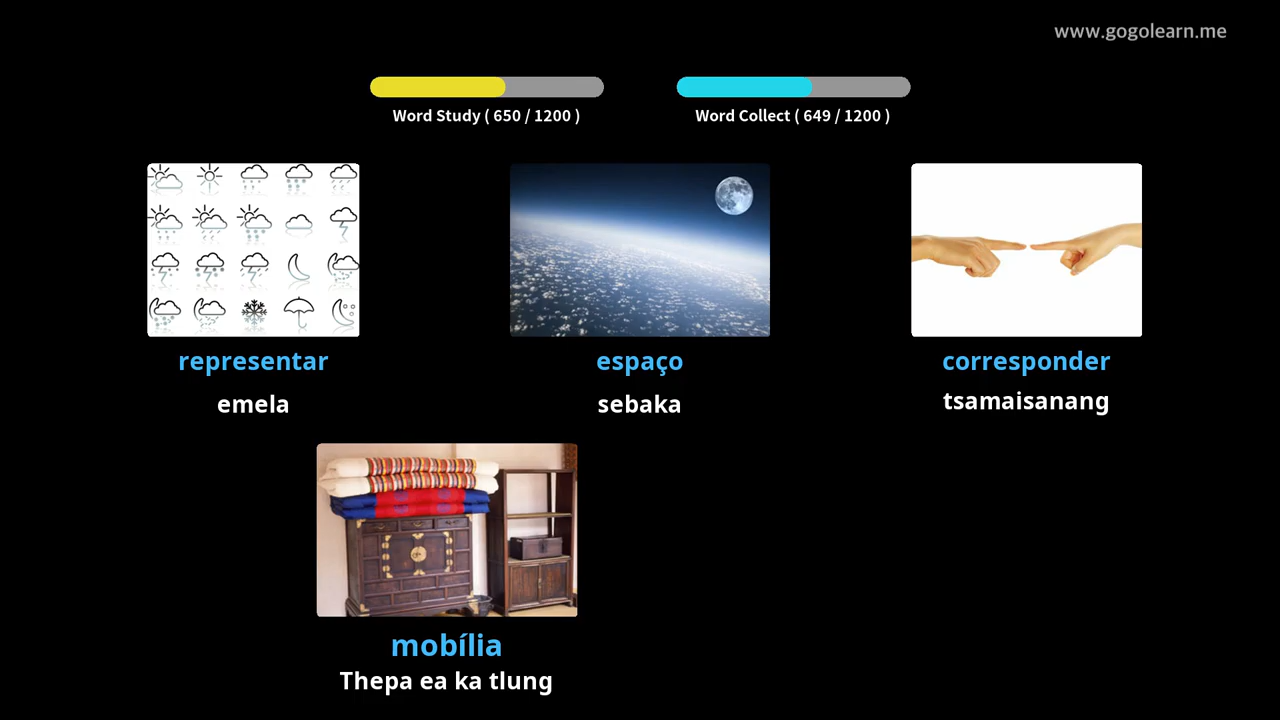 www.gogolearn.me
Word Study ( 650 / 1200 )
Word Collect ( 649 / 1200 )
representar
espaço
corresponder
emela
sebaka
tsamaisanang
mobília
Thepa ea ka tlung